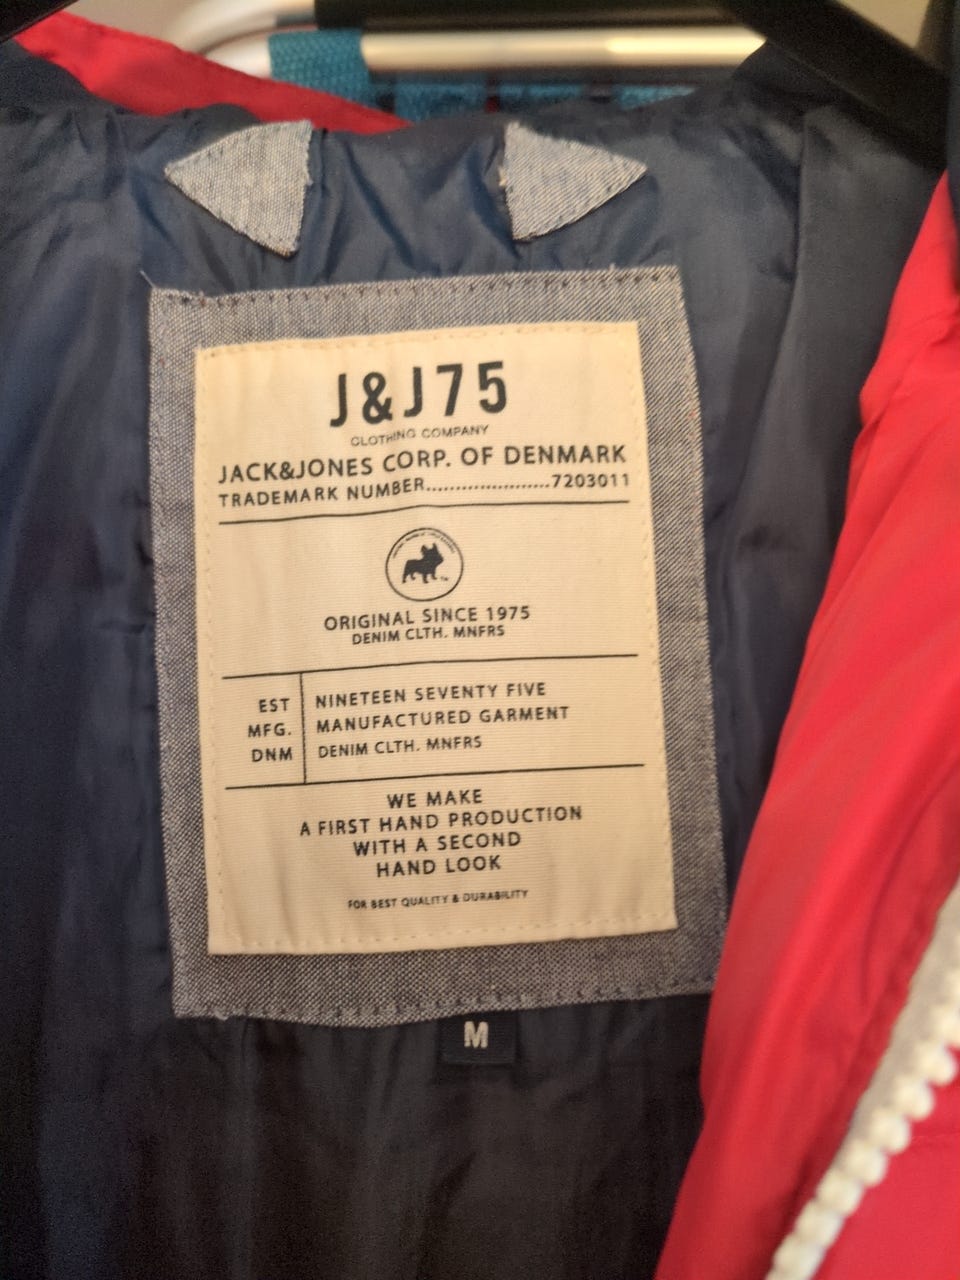 J&J75
CLOTHING COMPANY
JACK&JONES CORP. OF DENMARK
TRADEMARK NUMBER.....................7203011
ORIGINAL SINCE 1975
DENIM CLTH. MNFRS
EST NINETEEN SEVENTY FIVE
MFG. MANUFACTURED GARMENT
DNM DENIM CLTH. MNFRS
WE MAKE
A FIRST HAND PRODUCTION
WITH A SECOND
HAND LOOK
FOR BEST QUALITY & DURABILITY
M